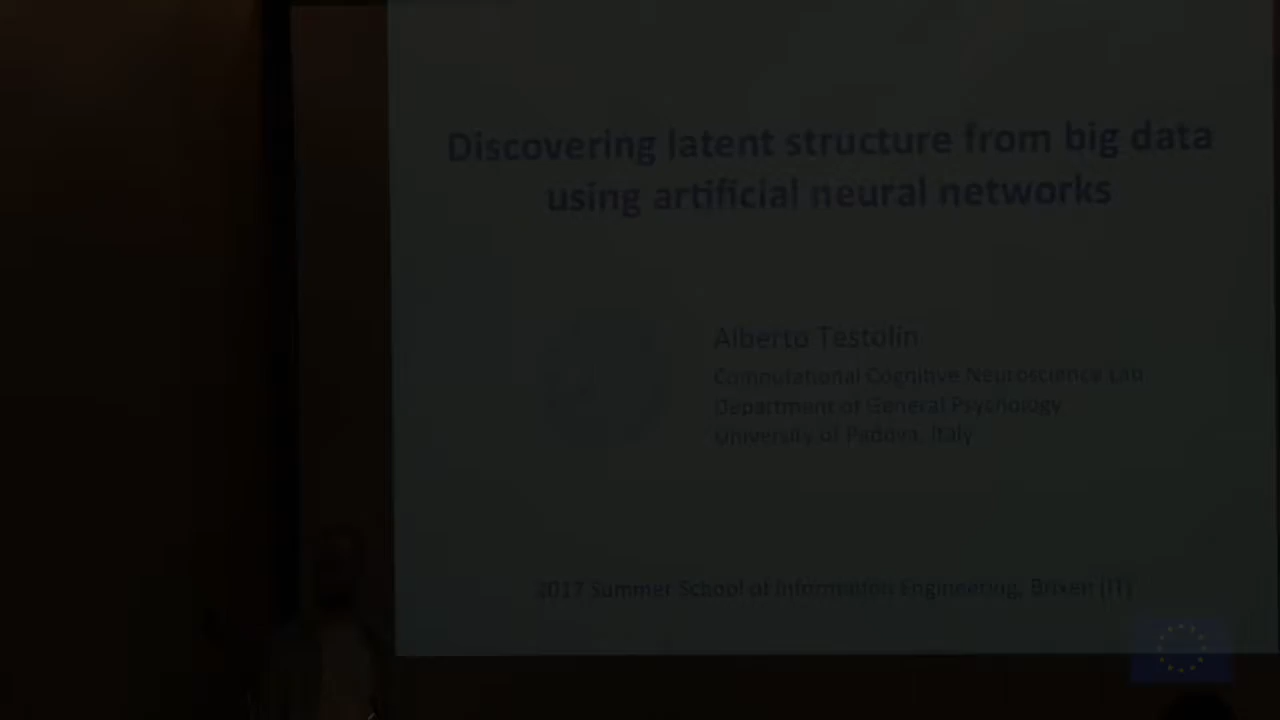 Discovering latent structure from big data
using artificial neural networks
Alberto Testolin
Computational Cognitive Neuroscience Lab
Department of General Psychology
University of Padova, Italy
2017 Summer School of Information Engineering, Brixen (IT)